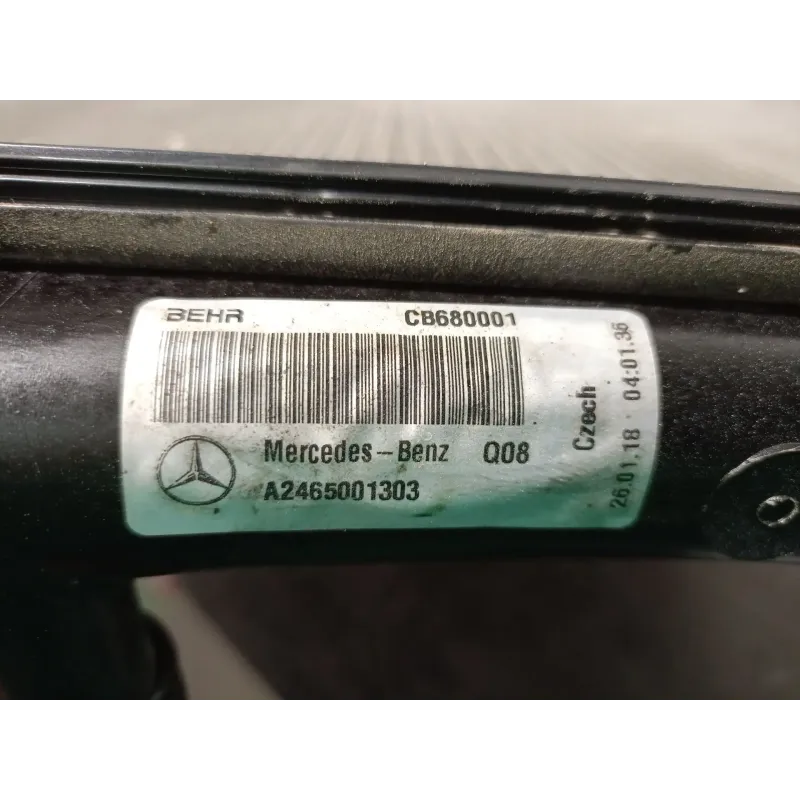 BEHR CB680001
Mercedes-Benz Q08
A2465001303
Czech
26.01.18 04:01.36